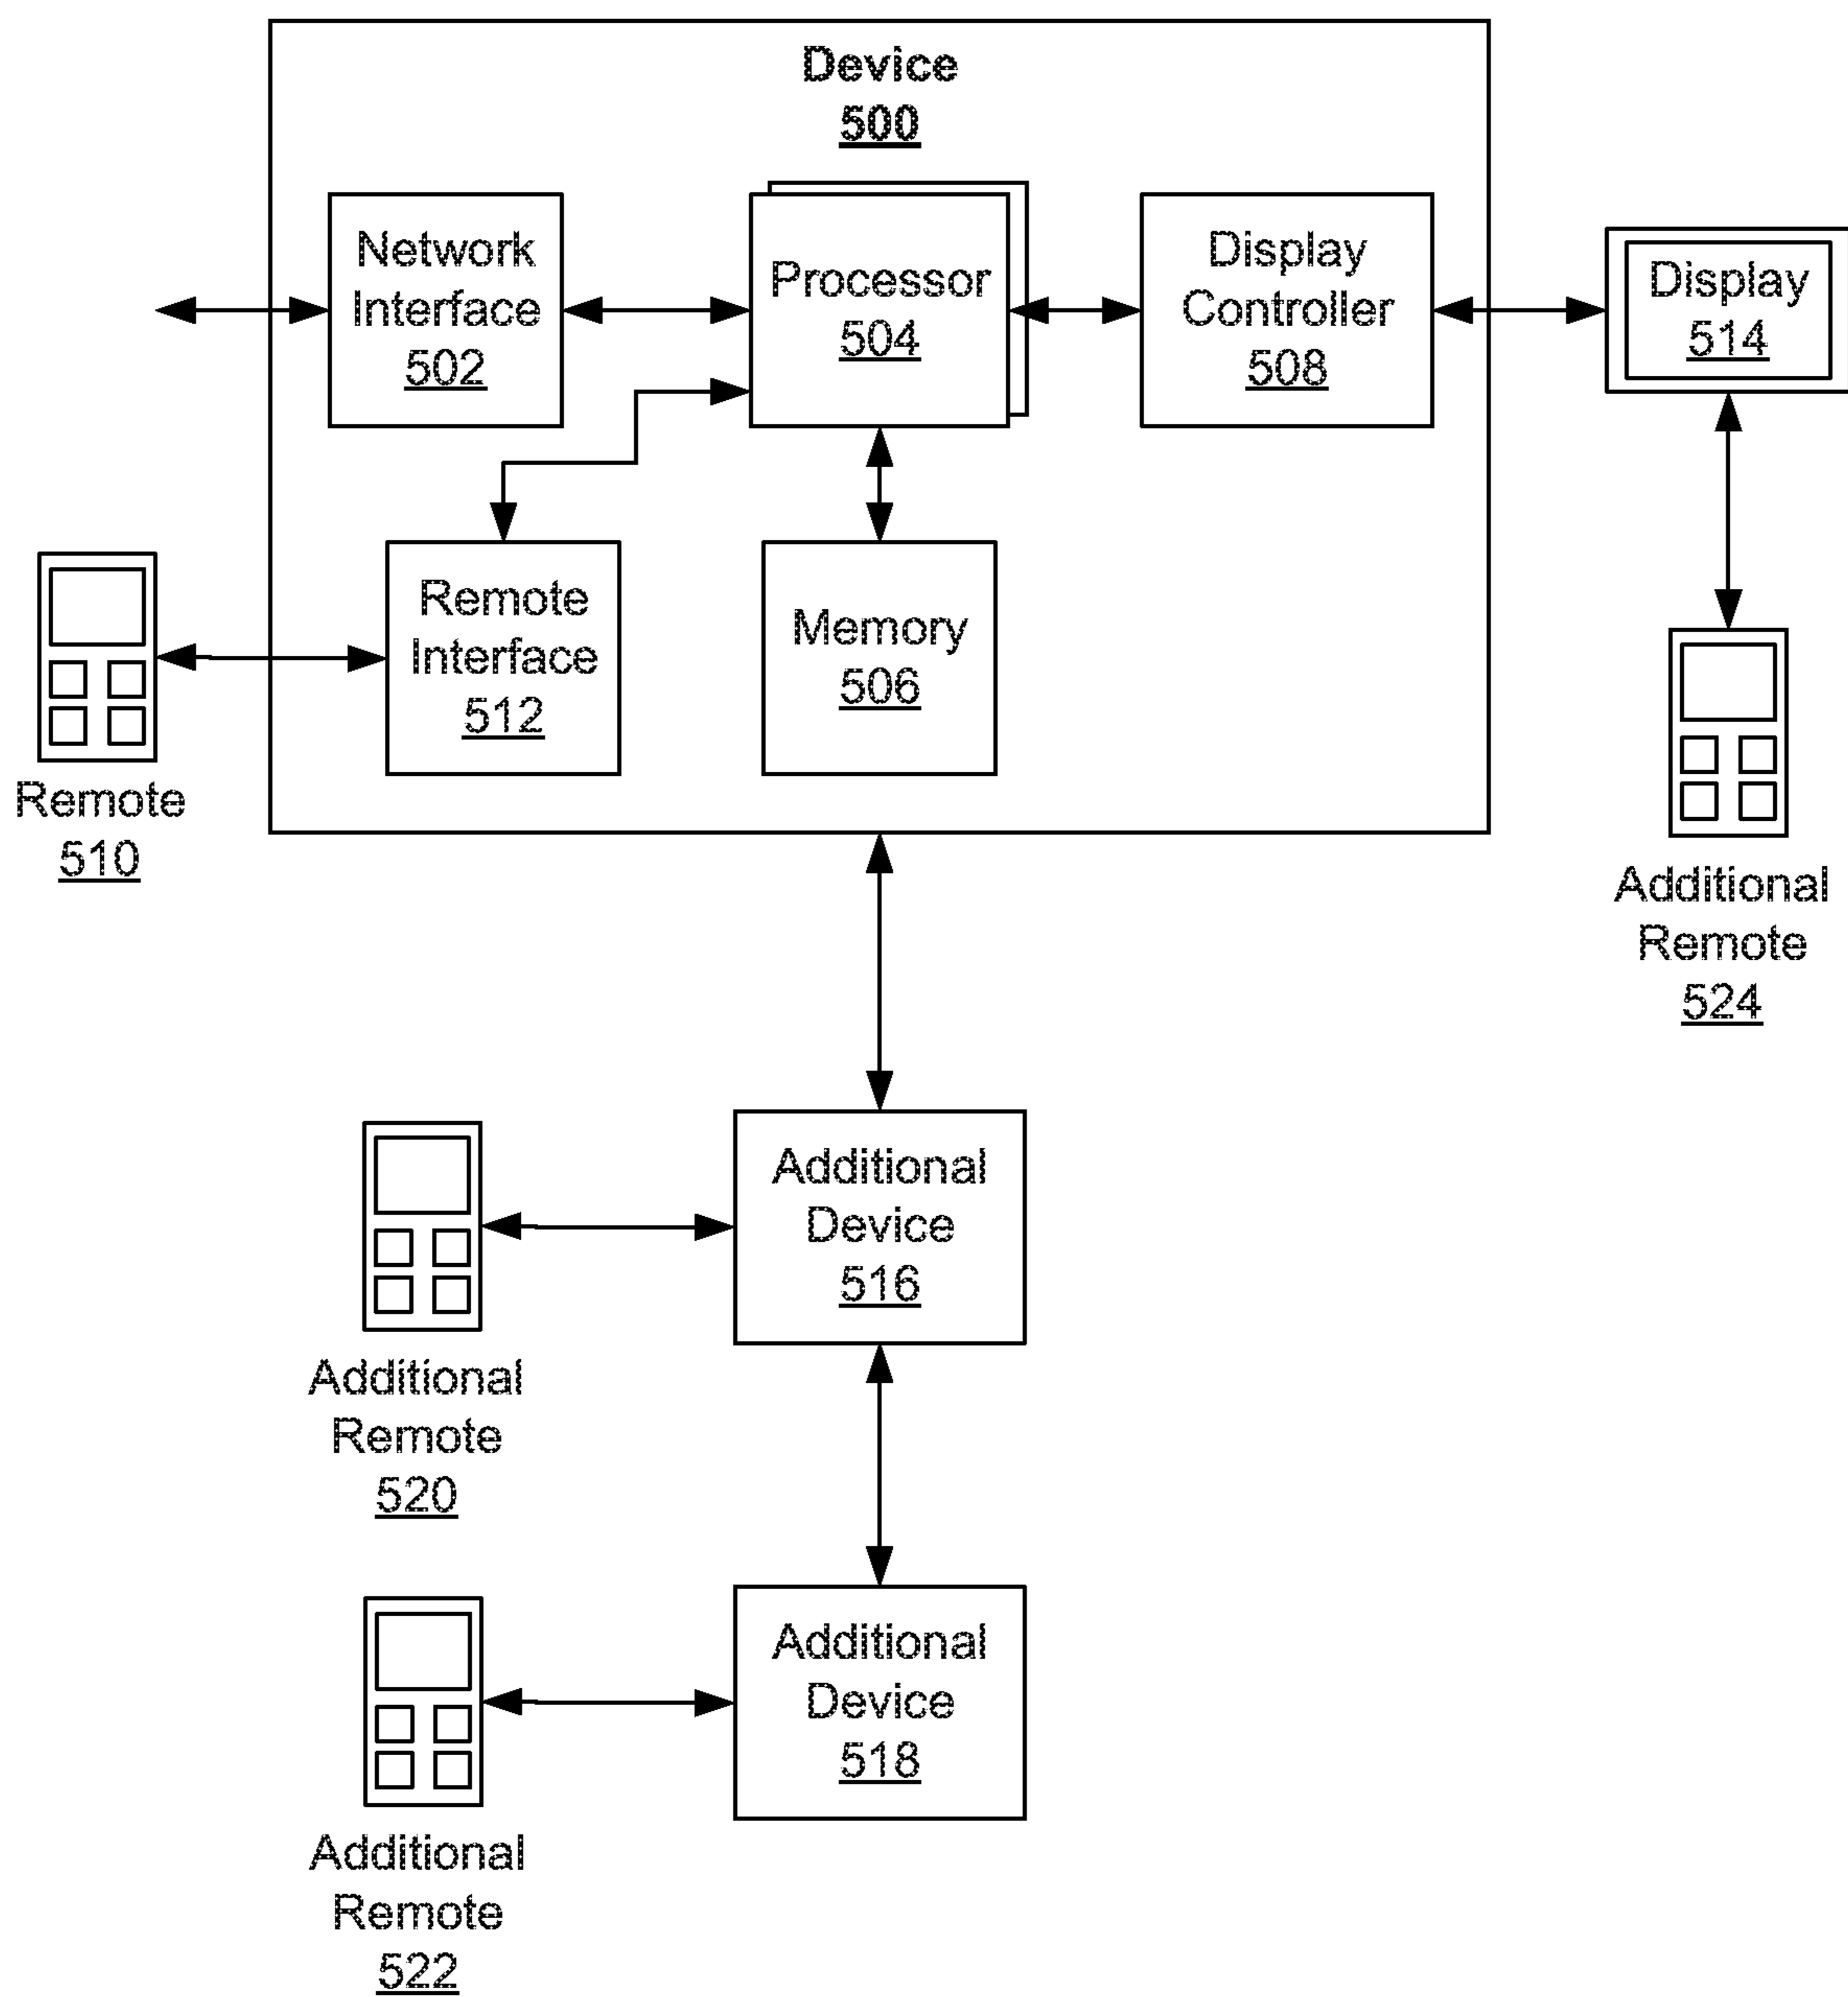 Device
500
Network
Interface
502
Processor
504
Display
Controller
508
Display
514
Remote
Interface
512
Memory
506
Remote
510
Additional
Remote
524
Additional
Device
516
Additional
Remote
520
Additional
Device
518
Additional
Remote
522